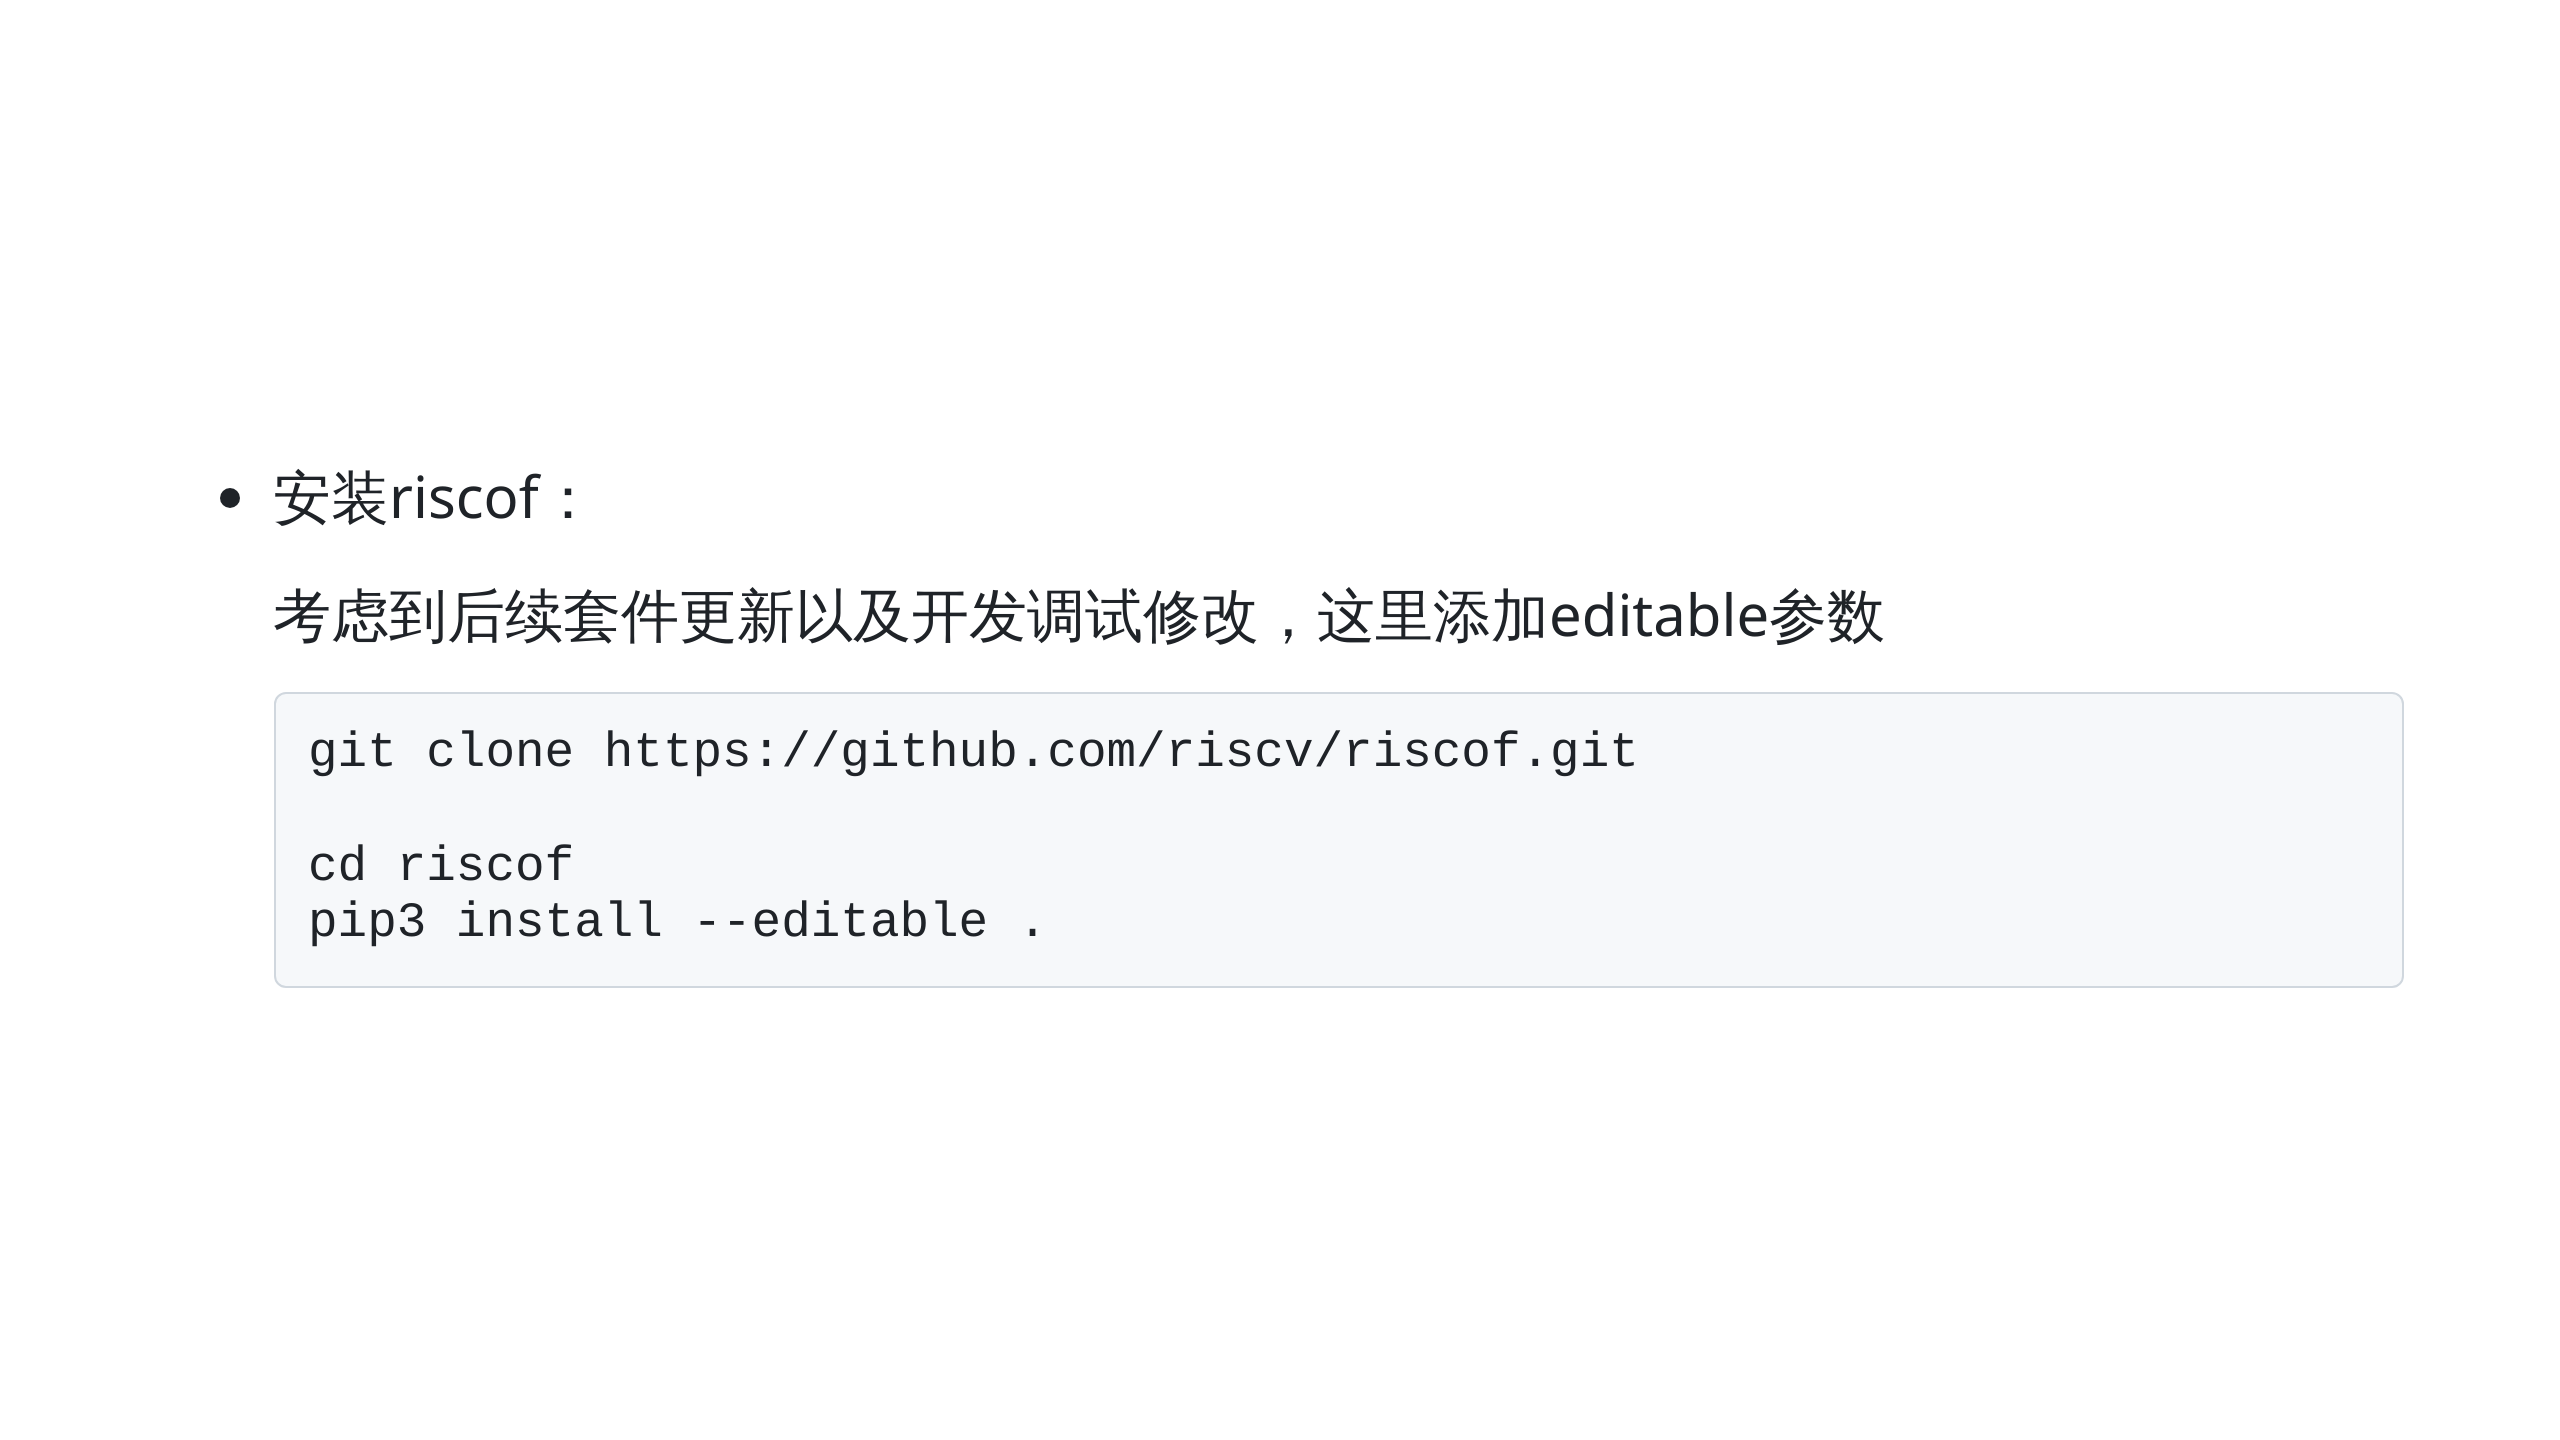 安装riscof：
考虑到后续套件更新以及开发调试修改，这里添加editable参数
git clone https://github.com/riscv/riscof.git
cd riscof
pip3 install --editable .